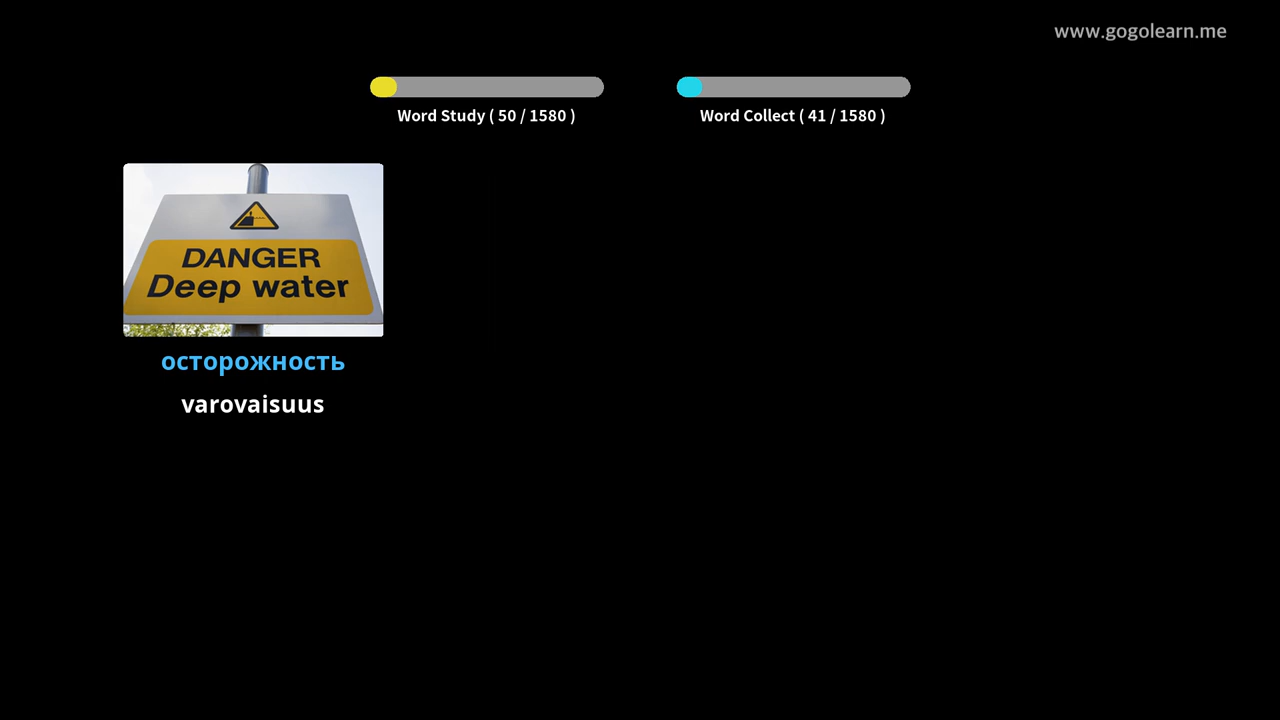 www.gogolearn.me
Word Study ( 50 / 1580 )
Word Collect ( 41 / 1580 )
DANGER
Deep water
осторожность
varovaisuus